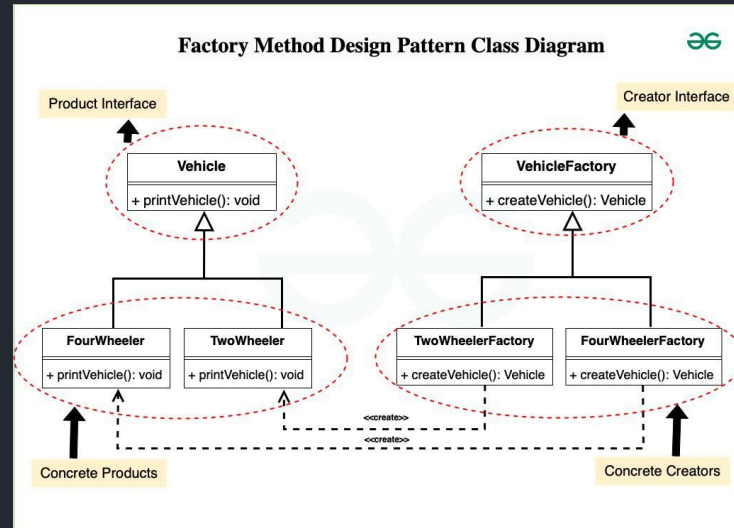 Factory Method Design Pattern Class Diagram
Product Interface
Creator Interface
Vehicle
+ printVehicle(): void
VehicleFactory
+ createVehicle(): Vehicle
FourWheeler
+ printVehicle(): void
TwoWheeler
+ printVehicle(): void
TwoWheelerFactory
+ createVehicle(): Vehicle
FourWheelerFactory
+ createVehicle(): Vehicle
<<create>>
<<create>>
Concrete Products
Concrete Creators